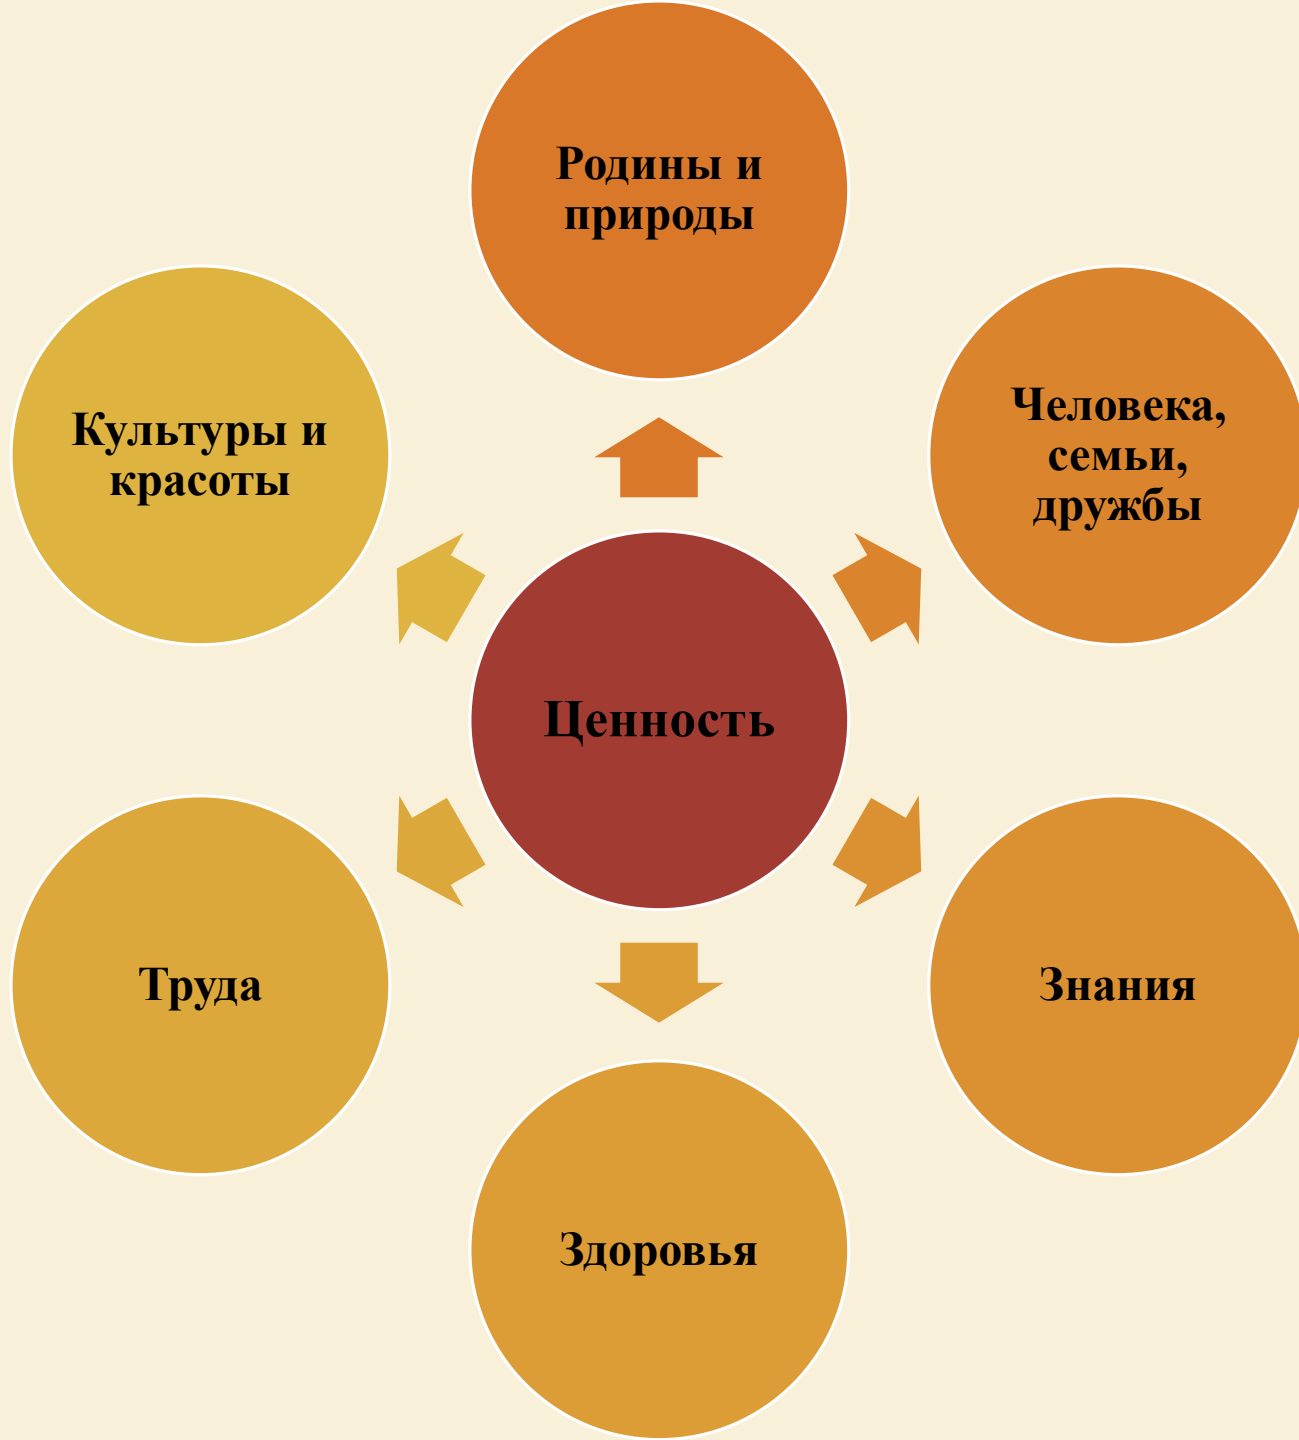 Родины и
природы
Человека,
семьи,
дружбы
Культуры и
красоты
Ценность
Труда
Знания
Здоровья